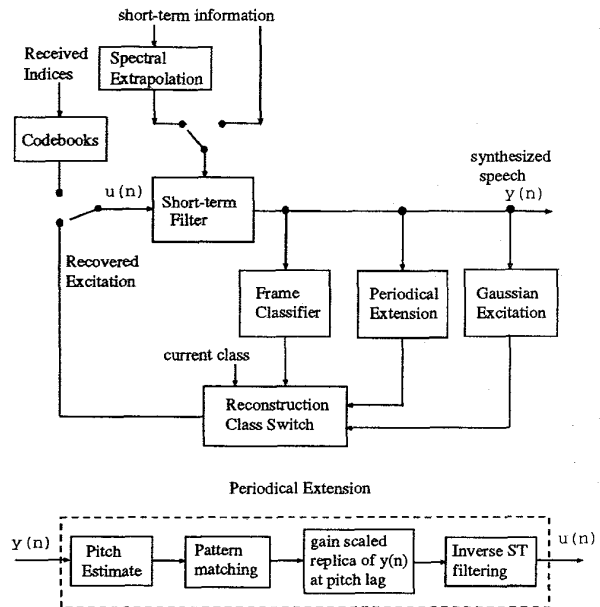 short-term information
Received
Indices
Spectral
Extrapolation
Codebooks
synthesized
speech
y(n)
u(n)
Short-term
Filter
Recovered
Excitation
Frame
Classifier
Periodical
Extension
Gaussian
Excitation
current class
Reconstruction
Class Switch
Periodical Extension
y(n)
Pitch
Estimate
Pattern
matching
gain scaled
replica of y(n)
at pitch lag
Inverse ST
filtering
u(n)